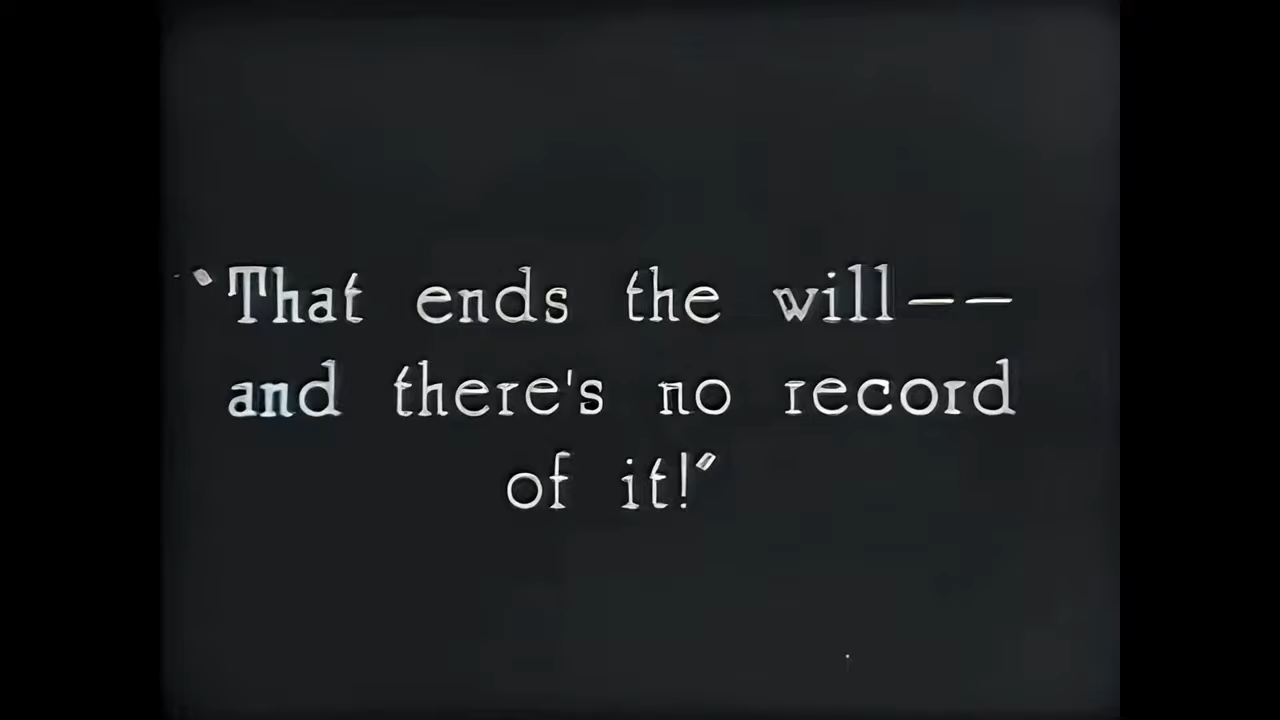 "That ends the will--
and there's no record
of it!"